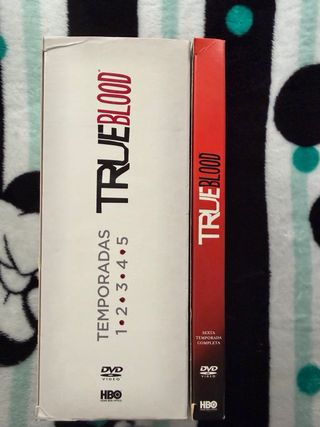 TRUEBLOOD
TEMPORADAS
1•2•3•4•5
DVD
VIDEO
HBO
TRUEBLOOD
SEXTA
TEMPORADA
COMPLETA
DVD
VIDEO
HBO